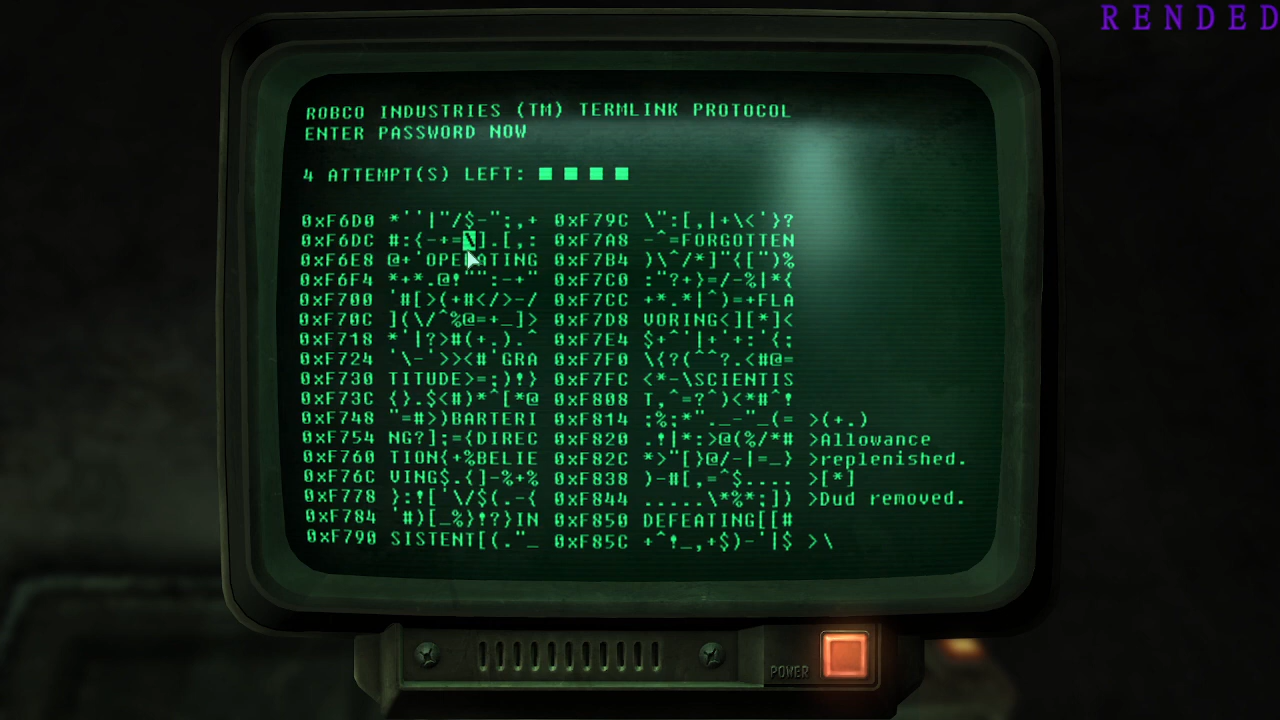 RENDED
ROBCO INDUSTRIES (TM) TERMLINK PROTOCOL
ENTER PASSWORD NOW
4 ATTEMPT(S) LEFT: ■ ■ ■ ■
0xF6D0 *''|"/$-";,+ 0xF79C \":[,|+\<'}?
0xF6DC #:{-+=\].[,: 0xF7A8 -^=FORGOTTEN
0xF6E8 @+'OPERATING 0xF7B4 )\^/*]"{[")%
0xF6F4 *+*.@!"":-+" 0xF7C0 :"?+}=/-%|*{
0xF700 '#[>(+#</>-/ 0xF7CC +*.*|^)=+FLA
0xF70C ](\/^%@=+_]> 0xF7D8 VORING<][*]<
0xF718 *'|?>#(+.).^ 0xF7E4 $+^'|+'+:'{;
0xF724 '\-'>><#'GRA 0xF7F0 \{?(^^?.<#@=
0xF730 TITUDE>=;)!} 0xF7FC <*-\SCIENTIS
0xF73C {}.$<#)*^[*@ 0xF808 T,^=?^)<*#^!
0xF748 "=#>)BARTERI 0xF814 ;%;*"._-"_(= >(+.)
0xF754 NG?];={DIREC 0xF820 .!|*:>@(%/*# >Allowance
0xF760 TION{+%BELIE 0xF82C *>"[}@/-|=_} >replenished.
0xF76C VING$.{]-%+% 0xF838 )-#[,=^$.... >[*]
0xF778 }:!['\/$(.-{ 0xF844 .....\*%*;]) >Dud removed.
0xF784 '#)[_%}!?}IN 0xF850 DEFEATING[[#
0xF790 SISTENT[(."_ 0xF85C +^!_,+$)-'|$ >\
POWER